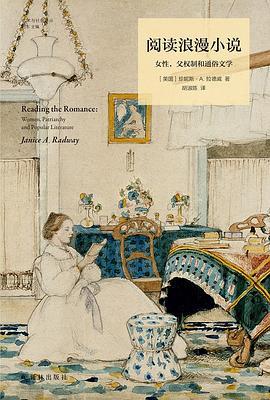 阅读浪漫小说
女性,父权制和通俗文学
[美国] 珍妮斯·A. 拉德威 著
胡淑陈 译
Reading the Romance:
Women, Patriarchy
and Popular Literature
Janice A. Radway
译林出版社